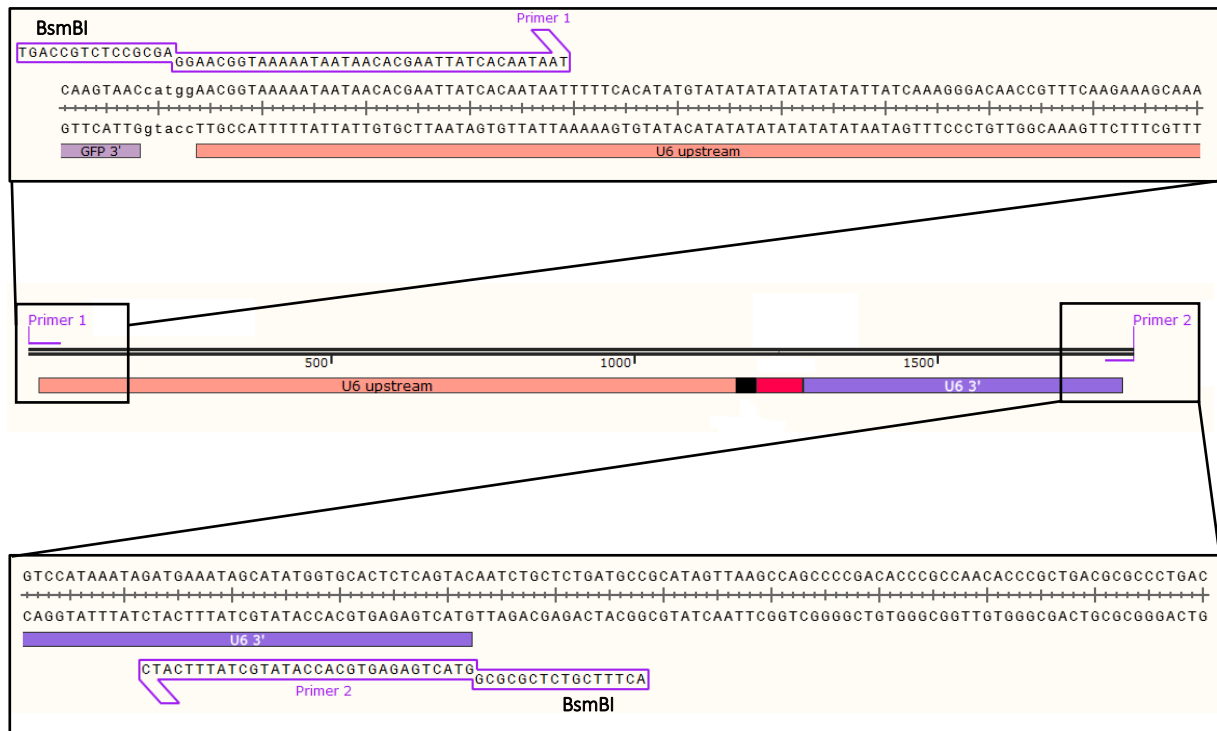 BsmBI
Primer 1
TGACCGTCTCCGCGA
GGAACGGTAAAAATAATAACACGAATTATCACAATAAT
CAAGTAACcatggAACGGTAAAAATAATAACACGAATTATCACAATAATTTTTCACATATGTATATATATATATATATTATCAAAGGGACAACCGTTTCAAGAAAGCAAA
GTTCATTGgtaccTTGCCATTTTTATTATTGTGCTTAATAGTGTTATTAAAAAGTGTATACATATATATATATATATAATAGTTTCCCTGTTGGCAAAGTTCTTTCGTTT
GFP 3'
U6 upstream
Primer 1
Primer 2
500
1000
1500
U6 upstream
U6 3'
GTCCATAAATAGATGAAATAGCATATGGTGCACTCTCAGTACAATCTGCTCTGATGCCGCATAGTTAAGCCAGCCCCGACACCCGCCAACACCCGCTGACGCGCCCTGAC
CAGGTATTTATCTACTTTATCGTATACCACGTGAGAGTCATGTTAGACGAGACTACGGCGTATCAATTCGGTCGGGGCTGTGGGCGGTTGTGGGCGACTGCGCGGGACTG
U6 3'
CTACTTTATCGTATACCACGTGAGAGTCATG
GCGCGCTCTGCTTTCA
Primer 2
BsmBI